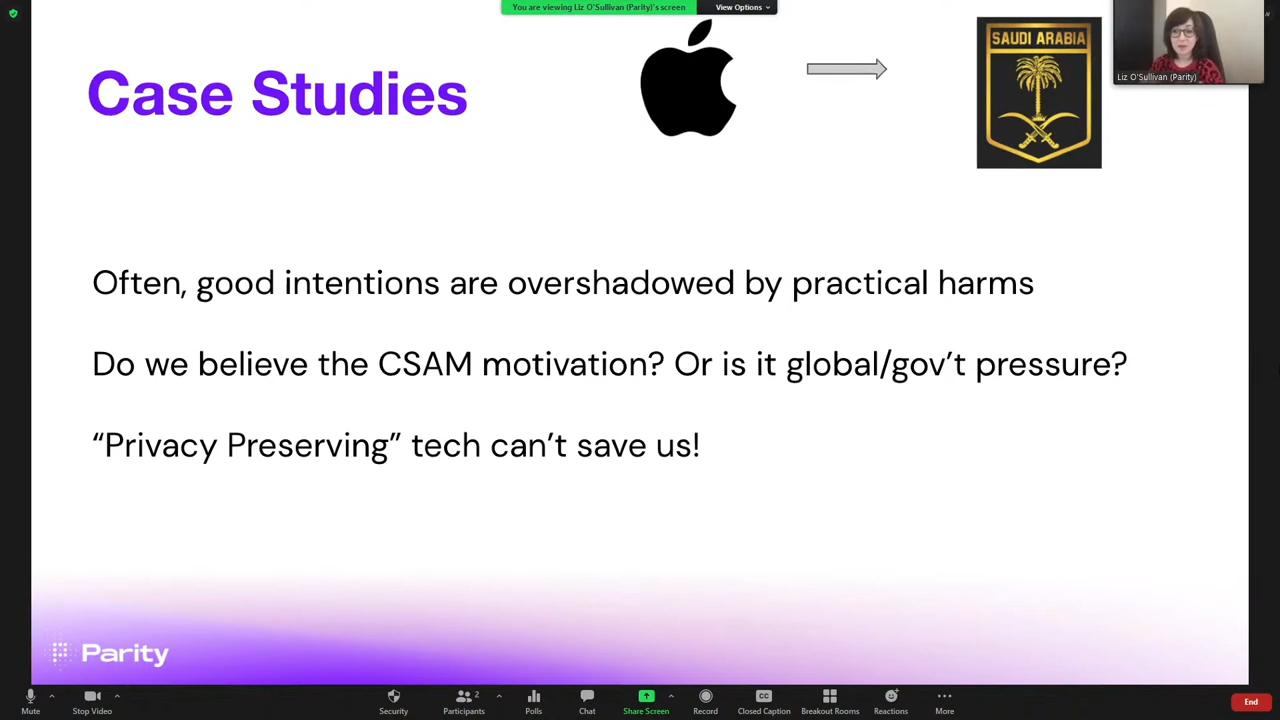 You are viewing Liz O'Sullivan (Parity)'s screen
View Options
Case Studies
SAUDI ARABIA
Liz O'Sullivan (Parity)
Often, good intentions are overshadowed by practical harms
Do we believe the CSAM motivation? Or is it global/gov't pressure?
“Privacy Preserving” tech can't save us!
Parity
Mute
Stop Video
Security
Participants
2
Polls
Chat
Share Screen
Record
CC
Closed Caption
Breakout Rooms
Reactions
More
End